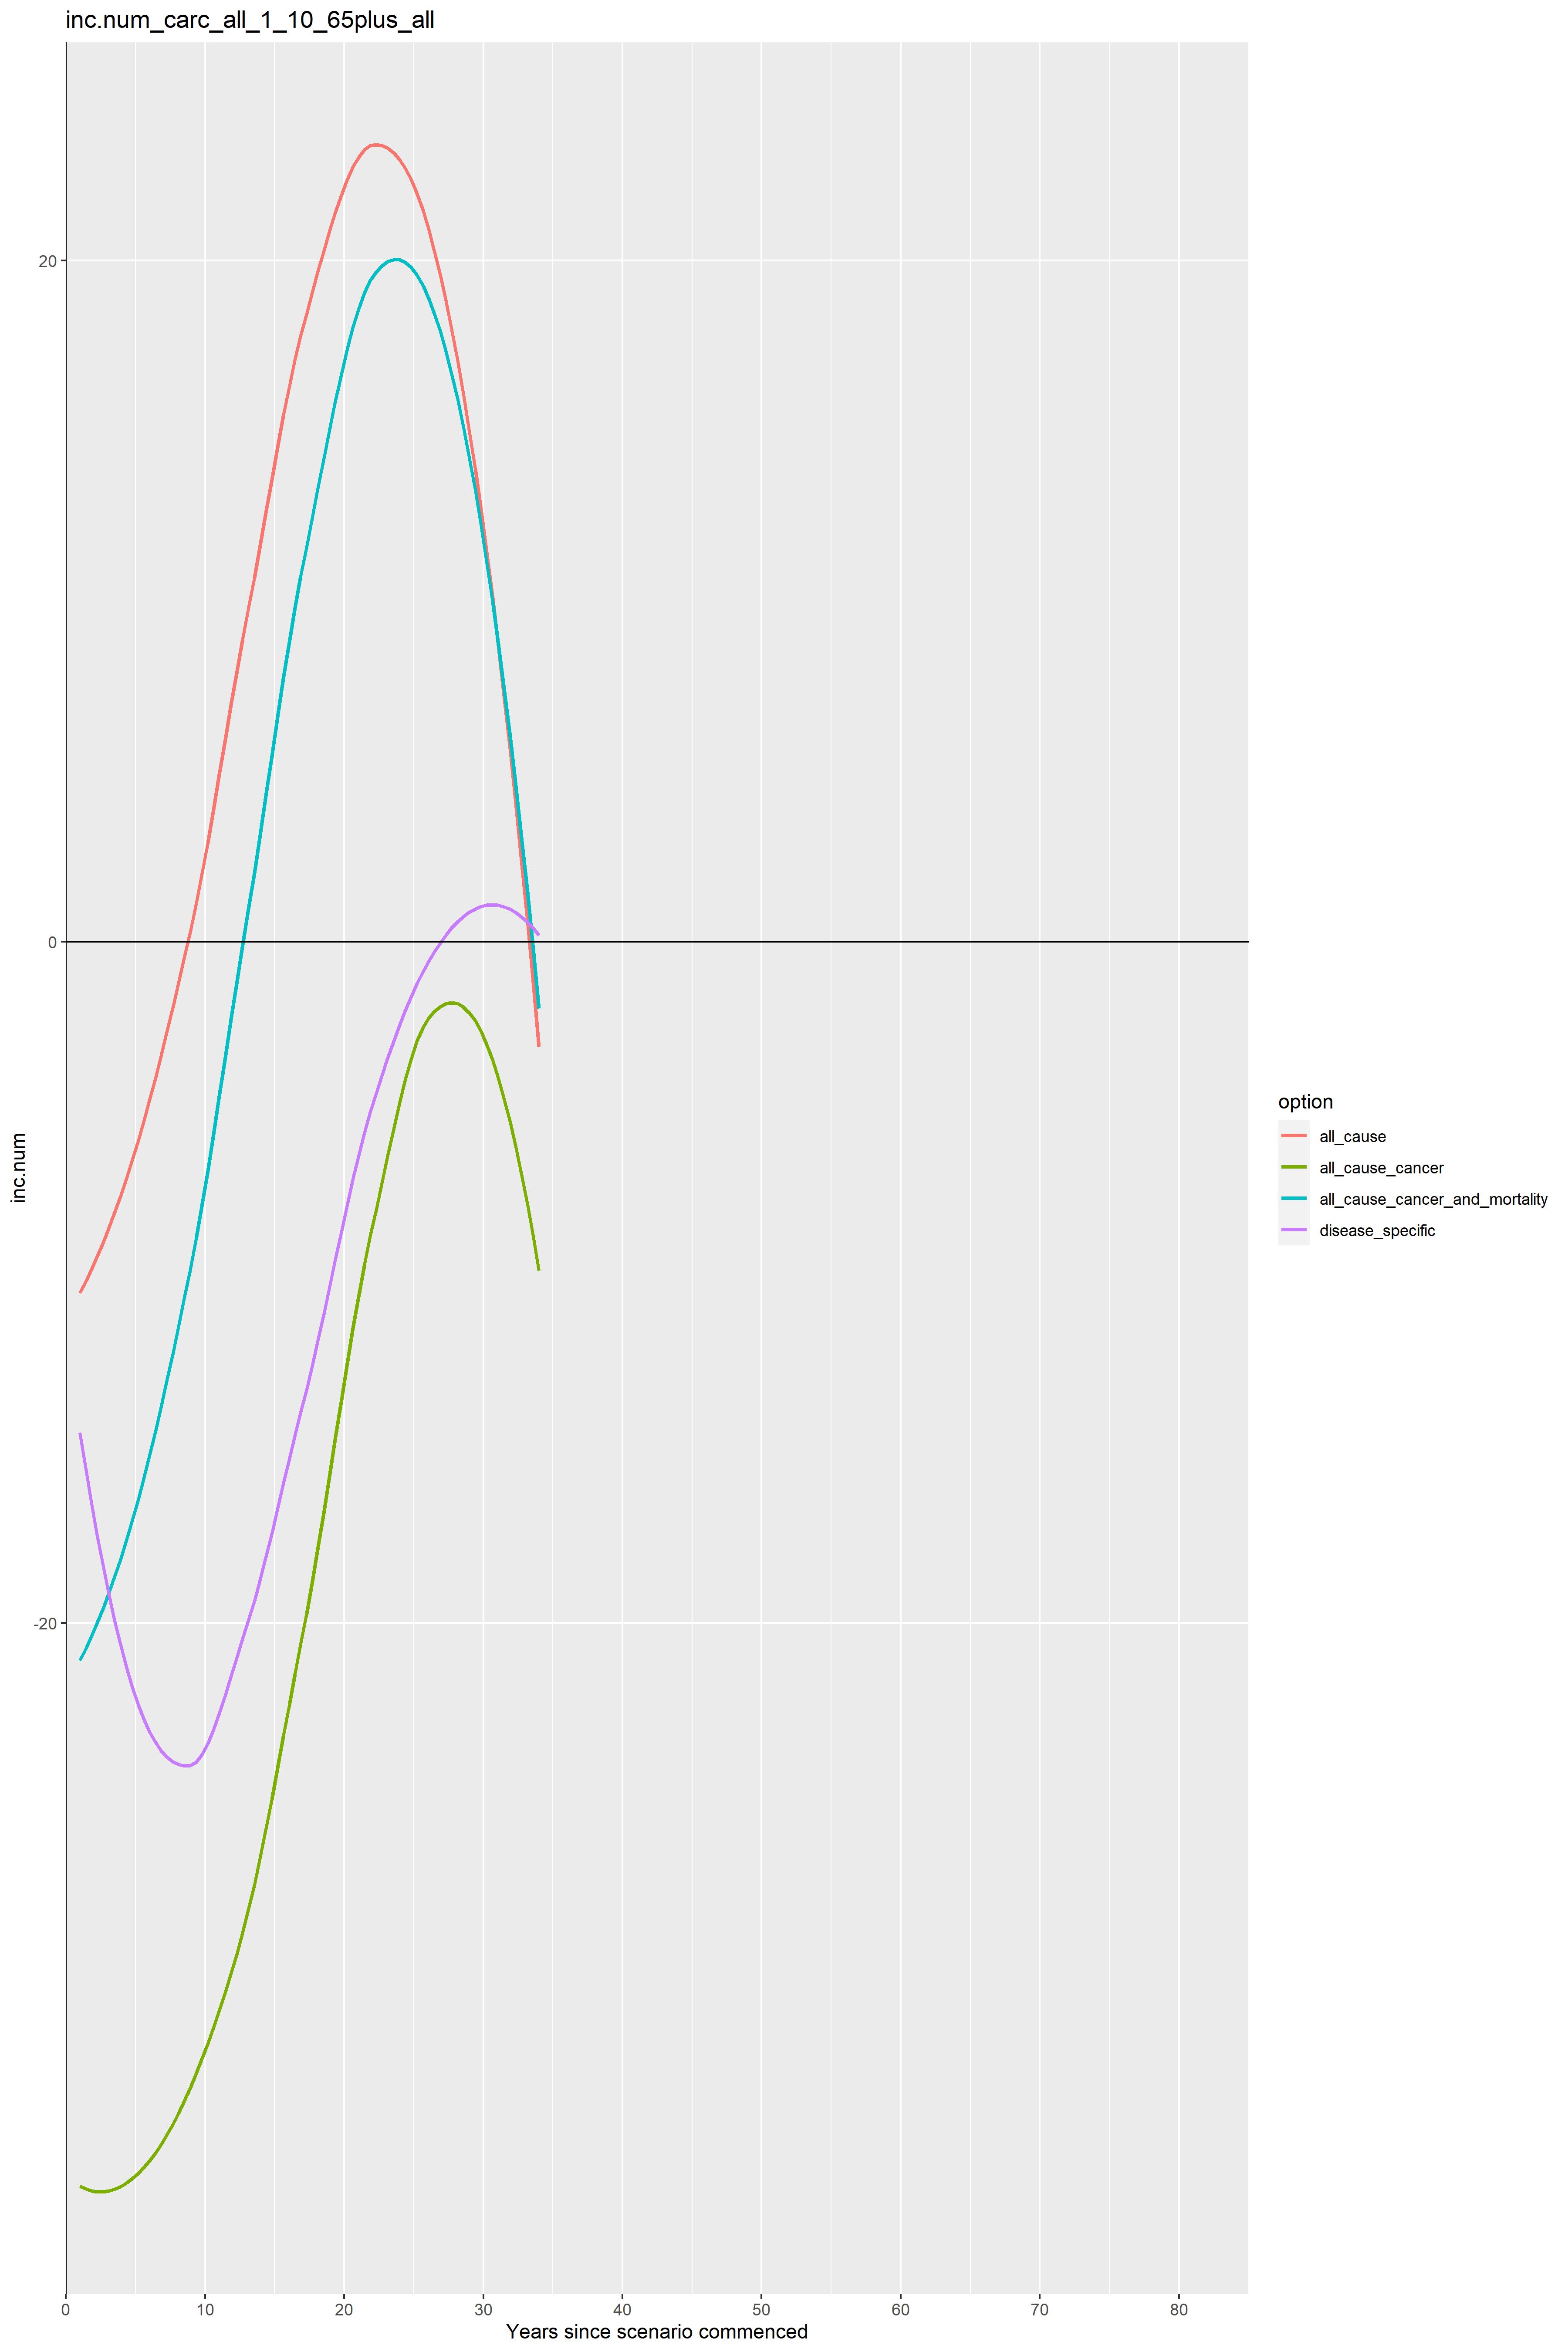 inc.num_carc_all_1_10_65plus_all
20
0
-20
inc.num
0 10 20 30 40 50 60 70 80
Years since scenario commenced
option
all_cause
all_cause_cancer
all_cause_cancer_and_mortality
disease_specific